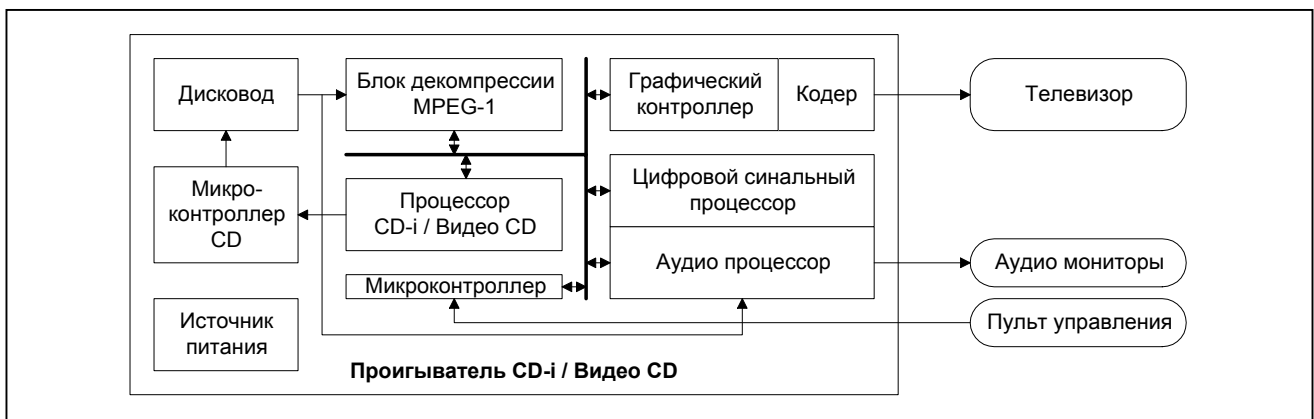 Дисковод
Блок декомпрессии
MPEG-1
Графический
контроллер
Кодер
Телевизор
Микро-
контроллер
CD
Процессор
CD-i / Видео CD
Цифровой синальный
процессор
Аудио процессор
Аудио мониторы
Микроконтроллер
Пульт управления
Источник
питания
Проигыватель CD-i / Видео CD